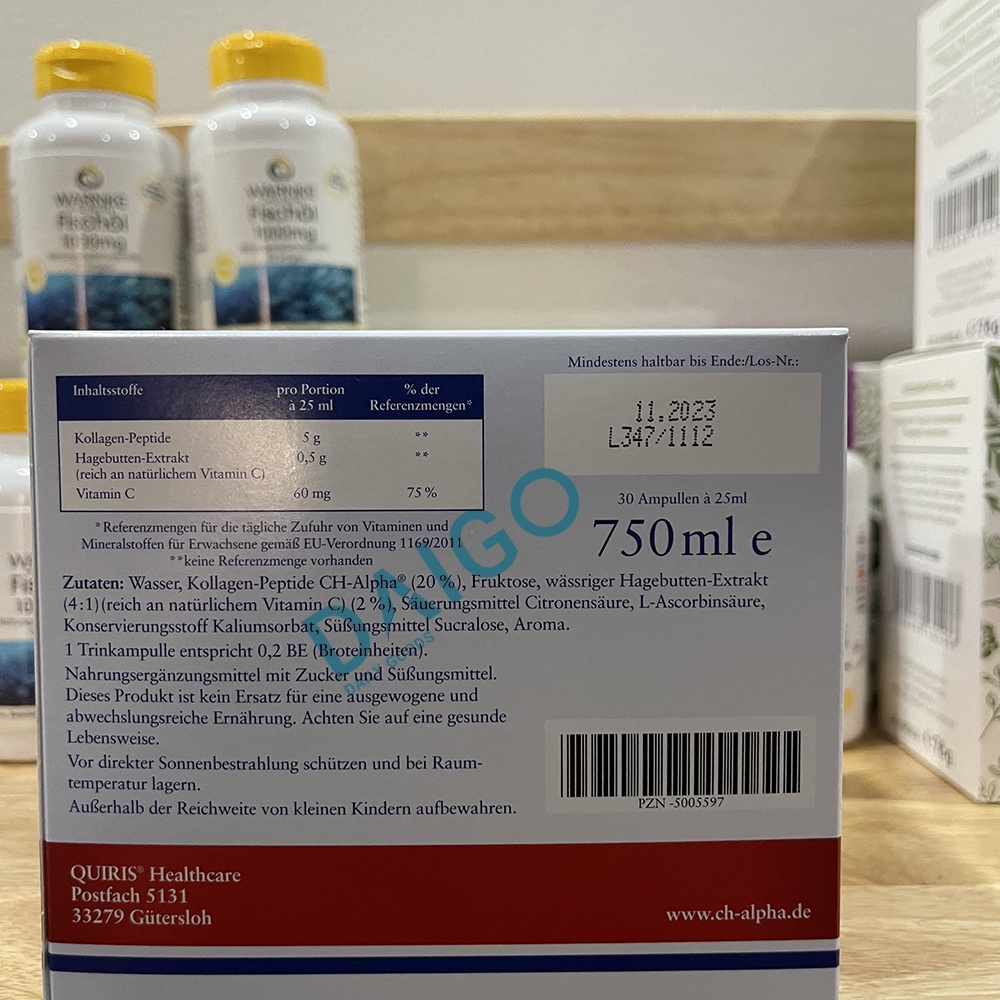 WARNKE
Fischöl
1000mg
WARNKE
Fischöl
1000mg
Mindestens haltbar bis Ende:/Los-Nr.:
11.2023
L347/1112
Inhaltsstoffe pro Portion à 25 ml % der Referenzmengen*
Kollagen-Peptide 5 g **
Hagebutten-Extrakt 0,5 g **
(reich an natürlichem Vitamin C)
Vitamin C 60 mg 75 %
*Referenzmengen für die tägliche Zufuhr von Vitaminen und
Mineralstoffen für Erwachsene gemäß EU-Verordnung 1169/2011
**keine Referenzmenge vorhanden
30 Ampullen à 25ml
750 ml e
Zutaten: Wasser, Kollagen-Peptide CH-Alpha® (20 %), Fruktose, wässriger Hagebutten-Extrakt
(4:1) (reich an natürlichem Vitamin C) (2 %), Säuerungsmittel Citronensäure, L-Ascorbinsäure,
Konservierungsstoff Kaliumsorbat, Süßungsmittel Sucralose, Aroma.
1 Trinkampulle entspricht 0,2 BE (Broteinheiten).
Nahrungsergänzungsmittel mit Zucker und Süßungsmittel.
Dieses Produkt ist kein Ersatz für eine ausgewogene und
abwechslungsreiche Ernährung. Achten Sie auf eine gesunde
Lebensweise.
Vor direkter Sonnenbestrahlung schützen und bei Raum-
temperatur lagern.
Außerhalb der Reichweite von kleinen Kindern aufbewahren.
PZN -5005597
QUIRIS® Healthcare
Postfach 5131
33279 Gütersloh
www.ch-alpha.de
DAIGO
DAILY GOODS